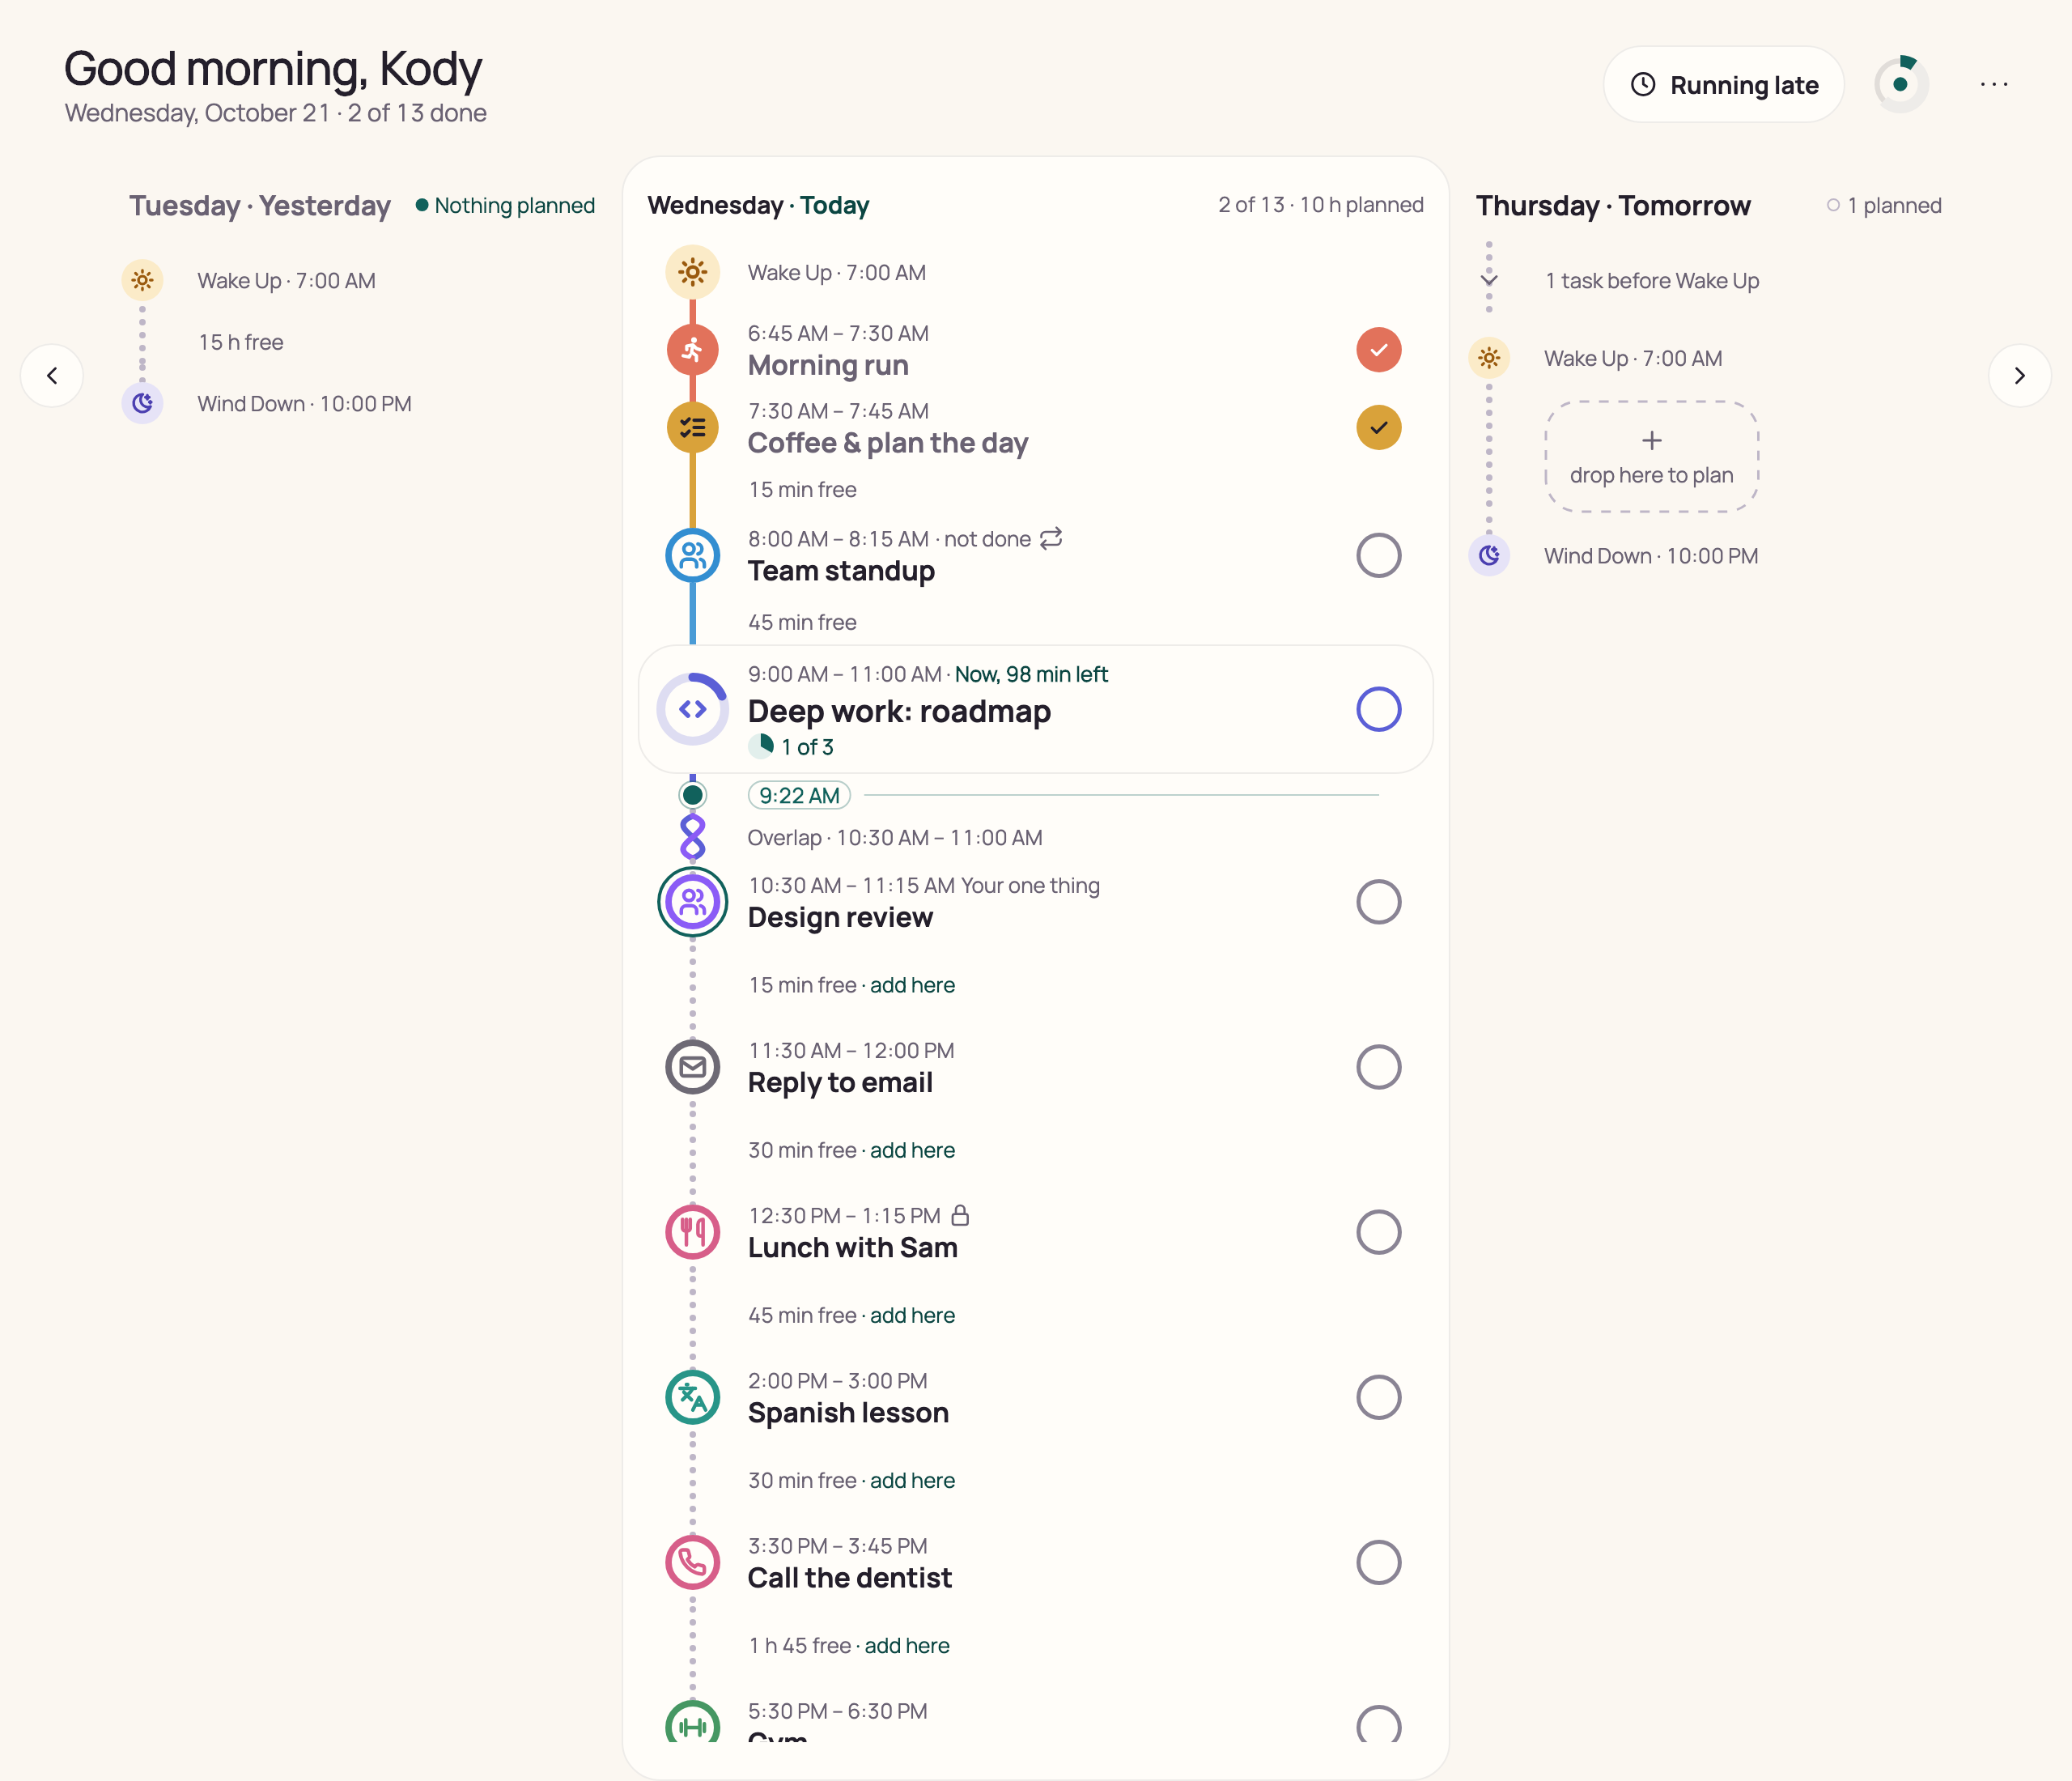 Good morning, Kody
Wednesday, October 21 · 2 of 13 done
Running late
Tuesday · Yesterday
Nothing planned
Wake Up · 7:00 AM
15 h free
Wind Down · 10:00 PM
Wednesday · Today
2 of 13 · 10 h planned
Wake Up · 7:00 AM
6:45 AM – 7:30 AM
Morning run
7:30 AM – 7:45 AM
Coffee & plan the day
15 min free
8:00 AM – 8:15 AM · not done
Team standup
45 min free
9:00 AM – 11:00 AM · Now, 98 min left
Deep work: roadmap
1 of 3
9:22 AM
Overlap · 10:30 AM – 11:00 AM
10:30 AM – 11:15 AM Your one thing
Design review
15 min free · add here
11:30 AM – 12:00 PM
Reply to email
30 min free · add here
12:30 PM – 1:15 PM
Lunch with Sam
45 min free · add here
2:00 PM – 3:00 PM
Spanish lesson
30 min free · add here
3:30 PM – 3:45 PM
Call the dentist
1 h 45 free · add here
5:30 PM – 6:30 PM
Gym
Thursday · Tomorrow
1 planned
1 task before Wake Up
Wake Up · 7:00 AM
drop here to plan
Wind Down · 10:00 PM